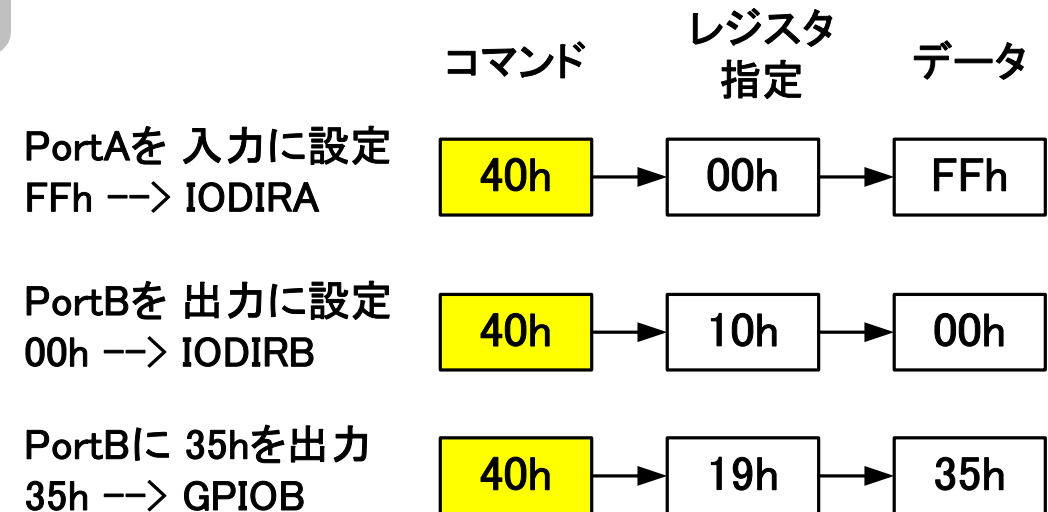 コマンド
レジスタ
指定
データ
PortAを 入力に設定
FFh --> IODIRA
40h
00h
FFh
PortBを 出力に設定
00h --> IODIRB
40h
10h
00h
PortBに 35hを出力
35h --> GPIOB
40h
19h
35h